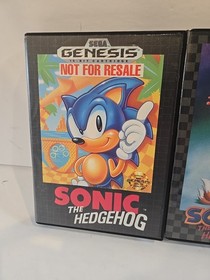 SEGA
GENESIS
16-BIT CARTRIDGE
NOT FOR RESALE
SONIC
THE
HEDGEHOG